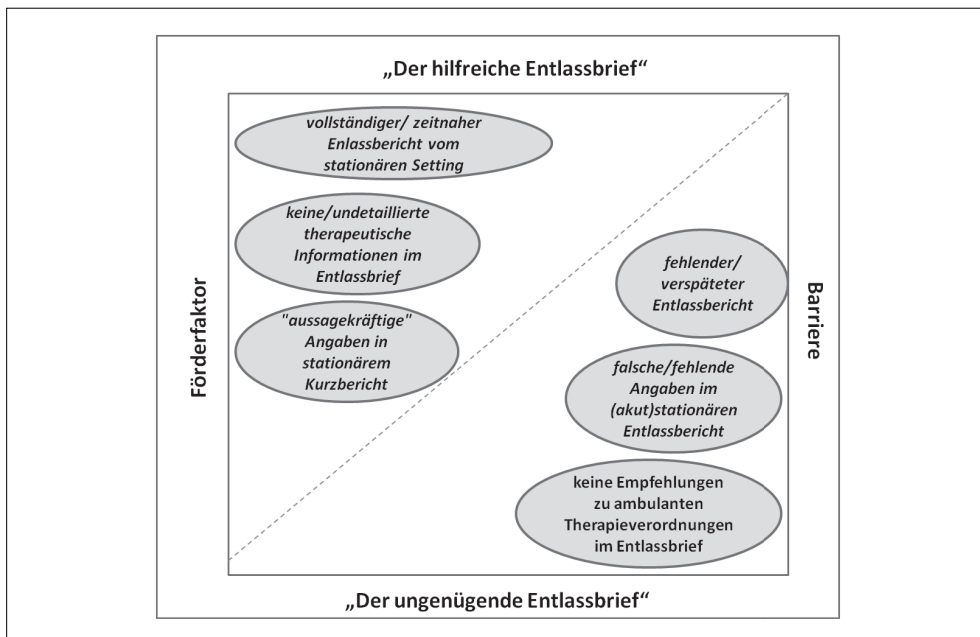 „Der hilfreiche Entlassbrief“
vollständiger/ zeitnaher
Enlassbericht vom
stationären Setting
keine/undetaillierte
therapeutische
Informationen im
Entlassbrief
"aussagekräftige"
Angaben in
stationärem
Kurzbericht
Förderfaktor
fehlender/
verspäteter
Entlassbericht
falsche/fehlende
Angaben im
(akut)stationären
Entlassbericht
keine Empfehlungen
zu ambulanten
Therapieverordnungen
im Entlassbrief
Barriere
„Der ungenügende Entlassbrief“